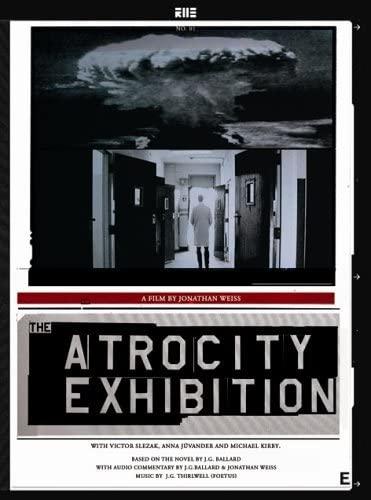 NO. 01
A FILM BY JONATHAN WEISS
THE
ATROCITY
EXHIBITION
WITH VICTOR SLEZAK, ANNA JUVANDER AND MICHAEL KIRBY.
BASED ON THE NOVEL BY J.G. BALLARD
WITH AUDIO COMMENTARY BY J.G.BALLARD & JONATHAN WEISS
MUSIC BY J.G. THIRLWELL (FOETUS)
E